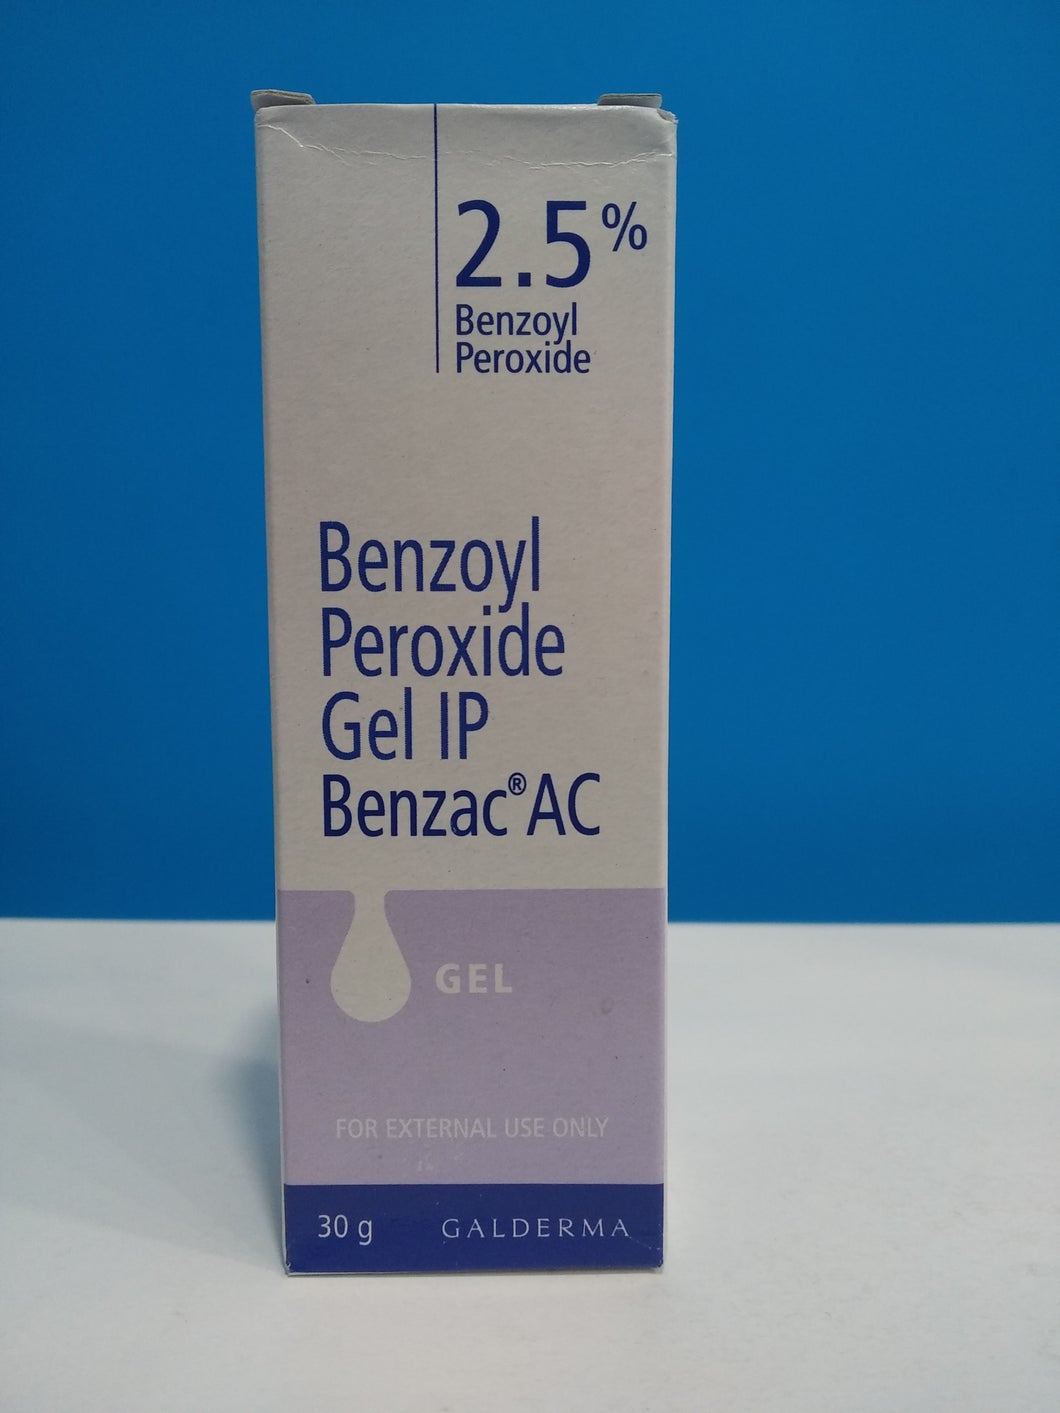 2.5%
Benzoyl
Peroxide
Benzoyl
Peroxide
Gel IP
Benzac® AC
GEL
FOR EXTERNAL USE ONLY
30 g GALDERMA